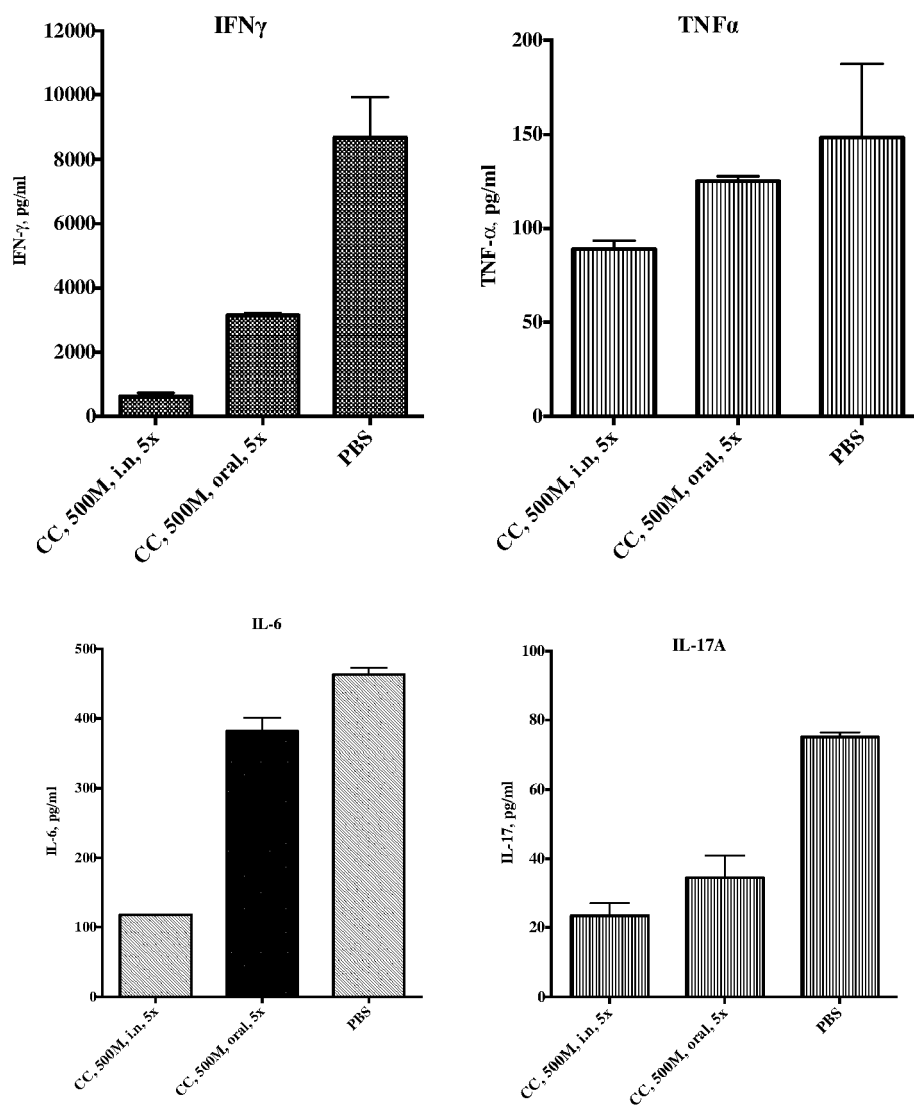 IFNγ
12000
10000
8000
6000
4000
2000
0
IFN-γ, pg/ml
CC, 500M, i.n, 5x
CC, 500M, oral, 5x
PBS
TNFα
200
150
100
50
0
TNF-α, pg/ml
CC, 500M, i.n, 5x
CC, 500M, oral, 5x
PBS
IL-6
500
400
300
200
100
0
IL-6, pg/ml
CC, 500M, i.n, 5x
CC, 500M, oral, 5x
PBS
IL-17A
100
80
60
40
20
0
IL-17, pg/ml
CC, 500M, i.n, 5x
CC, 500M, oral, 5x
PBS